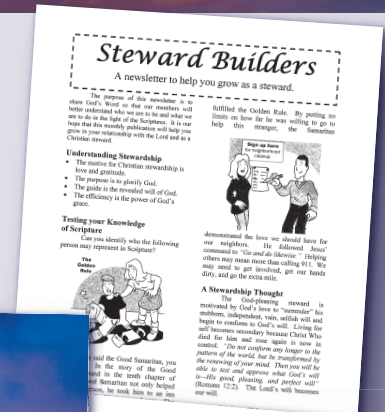 Steward Builders
A newsletter to help you grow as a steward.
The purpose of this newsletter is to
share God's Word so that our members will
better understand who we are to be and what we
are to do in the light of the Scriptures. It is our
hope that this monthly publication will help you
grow in your relationship with the Lord and as a
Christian steward.
Understanding Stewardship
• The motive for Christian stewardship is
love and gratitude.
• The purpose is to glorify God.
• The guide is the revealed will of God.
• The efficiency is the power of God's
grace.
Testing your Knowledge
of Scripture
Can you identify who the following
person may represent in Scripture?
The
Golden
Rule
said the Good Samaritan, you
In the story of the Good
in the tenth chapter of
Samaritan not only helped
he took him to an inn
fulfilled the Golden Rule. By putting no
limits on how far he was willing to go to
help this stranger, the Samaritan
Sign up here
for neighborhood
cleanup
demonstrated the love we should have for
our neighbors. He followed Jesus'
command to "Go and do likewise." Helping
others may mean more than calling 911. We
may need to get involved, get our hands
dirty, and go the extra mile.
A Stewardship Thought
The God-pleasing steward is
motivated by God's love to "surrender" his
stubborn, independent, vain, selfish will and
begin to conform to God's will. Living for
self becomes secondary because Christ Who
died for him and rose again is now in
control. "Do not conform any longer to the
pattern of the world, but be transformed by
the renewing of your mind. Then you will be
able to test and approve what God's will
is—His good, pleasing, and perfect will"
(Romans 12:2). The Lord's will becomes
our will.